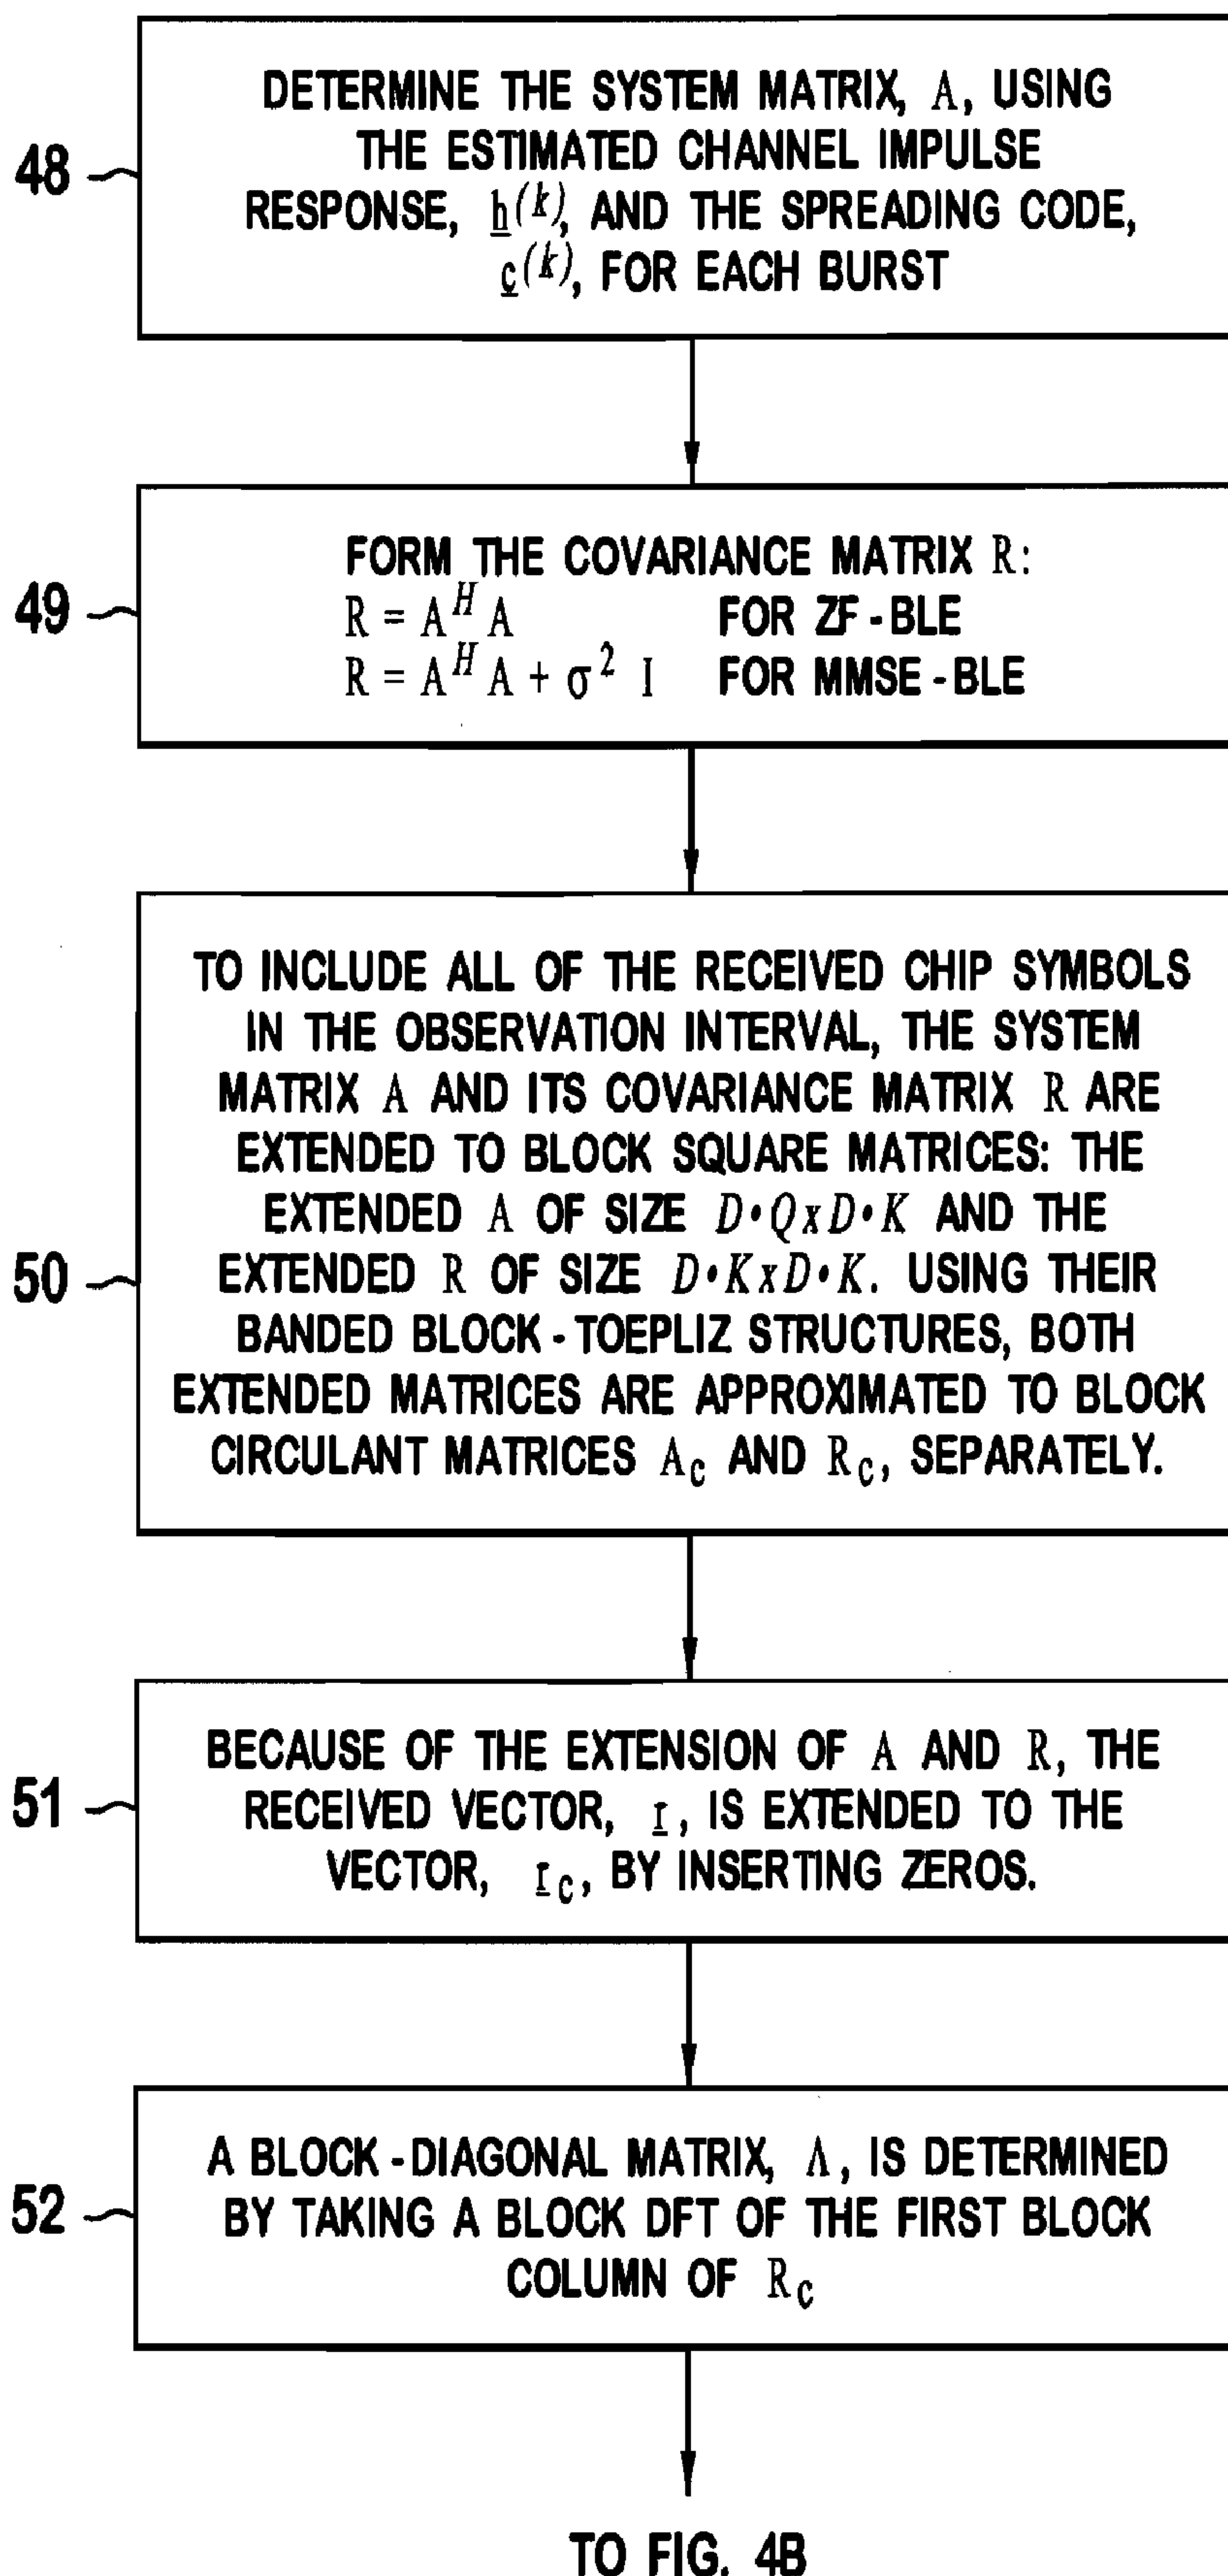 DETERMINE THE SYSTEM MATRIX, A, USING
THE ESTIMATED CHANNEL IMPULSE
48
RESPONSE, h^(k), AND THE SPREADING CODE,
c^(k), FOR EACH BURST
FORM THE COVARIANCE MATRIX R:
49
R = A^H A FOR ZF-BLE
R = A^H A + σ^2 I FOR MMSE-BLE
TO INCLUDE ALL OF THE RECEIVED CHIP SYMBOLS
IN THE OBSERVATION INTERVAL, THE SYSTEM
MATRIX A AND ITS COVARIANCE MATRIX R ARE
EXTENDED TO BLOCK SQUARE MATRICES: THE
EXTENDED A OF SIZE D•QxD•K AND THE
50
EXTENDED R OF SIZE D•KxD•K. USING THEIR
BANDED BLOCK-TOEPLIZ STRUCTURES, BOTH
EXTENDED MATRICES ARE APPROXIMATED TO BLOCK
CIRCULANT MATRICES A_c AND R_c, SEPARATELY.
BECAUSE OF THE EXTENSION OF A AND R, THE
51
RECEIVED VECTOR, r, IS EXTENDED TO THE
VECTOR, r_c, BY INSERTING ZEROS.
A BLOCK-DIAGONAL MATRIX, Λ, IS DETERMINED
52
BY TAKING A BLOCK DFT OF THE FIRST BLOCK
COLUMN OF R_c
TO FIG. 4B